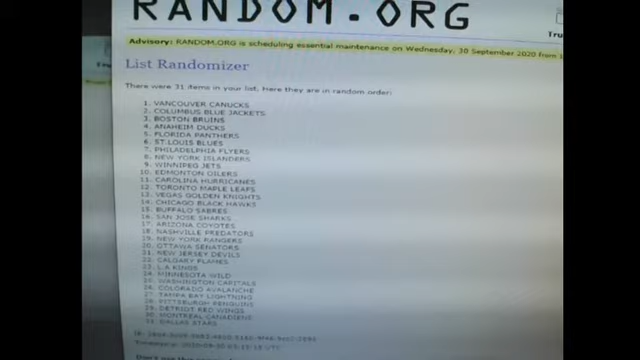 RANDOM.ORG
Advisory: RANDOM.ORG is scheduling essential maintenance on Wednesday, 30 September 2020 from
List Randomizer
There were 31 items in your list. Here they are in random order:
1. VANCOUVER CANUCKS
2. COLUMBUS BLUE JACKETS
3. BOSTON BRUINS
4. ANAHEIM DUCKS
5. FLORIDA PANTHERS
6. ST.LOUIS BLUES
7. PHILADELPHIA FLYERS
8. NEW YORK ISLANDERS
9. WINNIPEG JETS
10. EDMONTON OILERS
11. CAROLINA HURRICANES
12. TORONTO MAPLE LEAFS
13. VEGAS GOLDEN KNIGHTS
14. CHICAGO BLACK HAWKS
15. BUFFALO SABRES
16. SAN JOSE SHARKS
17. ARIZONA COYOTES
18. NASHVILLE PREDATORS
19. NEW YORK RANGERS
20. OTTAWA SENATORS
21. NEW JERSEY DEVILS
22. CALGARY FLAMES
23. L.A KINGS
24. MINNESOTA WILD
25. WASHINGTON CAPITALS
26. COLORADO AVALANCHE
27. TAMPA BAY LIGHTNING
28. PITTSBURGH PENGUINS
29. DETROIT RED WINGS
30. MONTREAL CANADIENS
31. DALLAS STARS
Timestamp: 2020-09-30 UTC